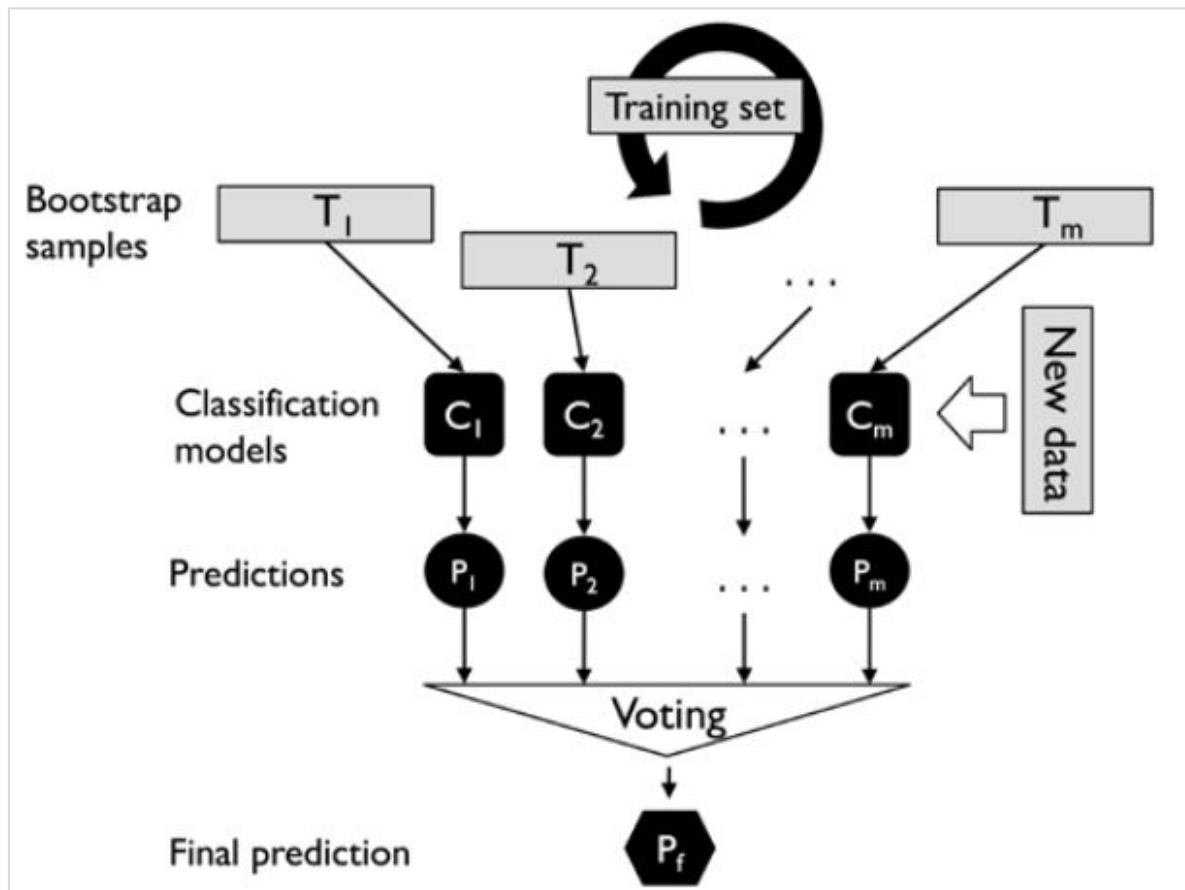 Training set
Bootstrap
samples
T1
T2
Tm
. . .
New data
Classification
models
C1
C2
. . .
Cm
Predictions
P1
P2
. . .
Pm
Voting
Final prediction
Pf